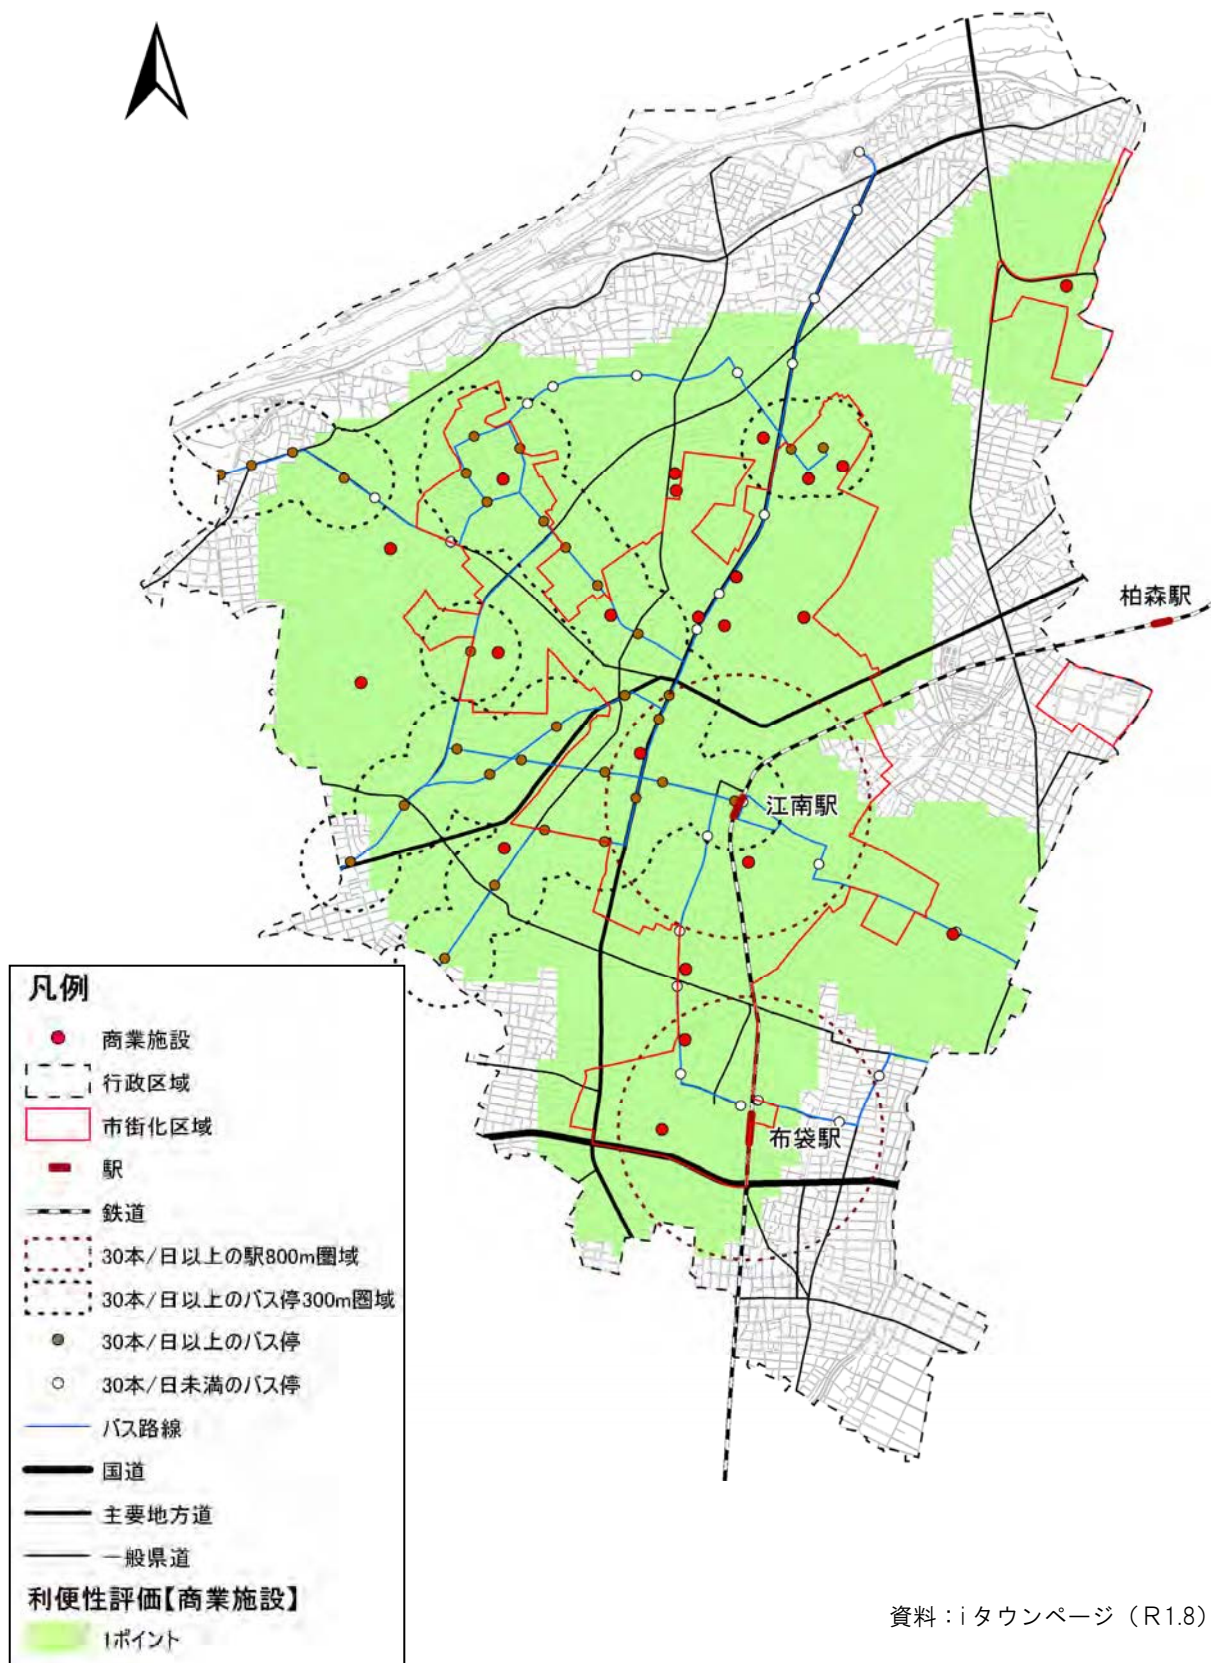 柏森駅
江南駅
布袋駅
凡例
商業施設
行政区域
市街化区域
駅
鉄道
30本/日以上の駅800m圏域
30本/日以上のバス停300m圏域
30本/日以上のバス停
30本/日未満のバス停
バス路線
国道
主要地方道
一般県道
利便性評価【商業施設】
1ポイント
資料：iタウンページ（R1.8）